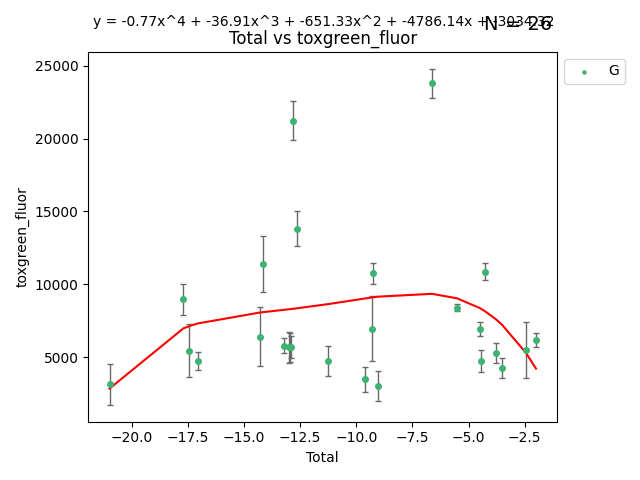 y = -0.77x^4 + -36.91x^3 + -651.33x^2 + -4786.14x +
N = 26
Total vs toxgreen_fluor
G
25000
20000
15000
10000
5000
toxgreen_fluor
−20.0 −17.5 −15.0 −12.5 −10.0 −7.5 −5.0 −2.5
Total